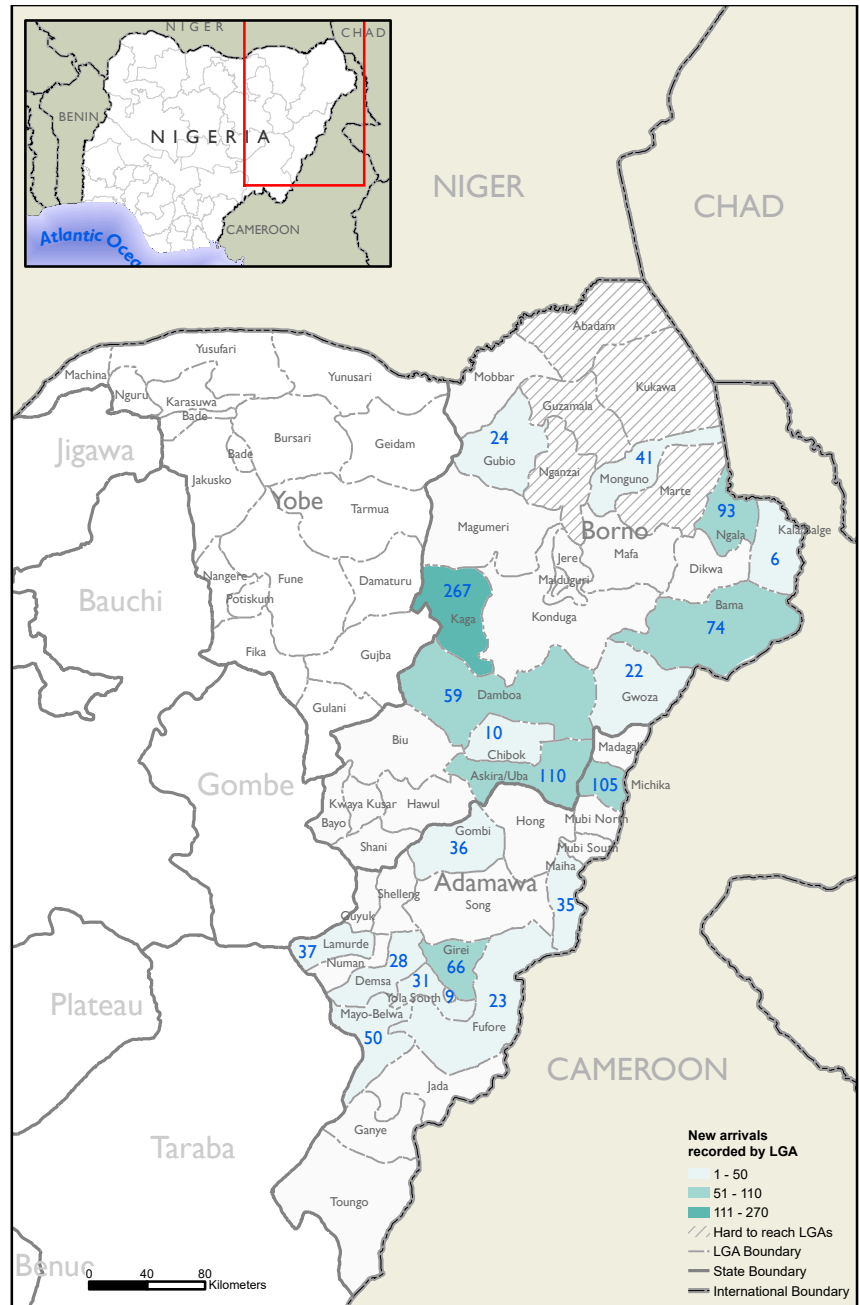 NIGER
CHAD
BENIN
NIGERIA
CAMEROON
Atlantic Ocea
NIGER
CHAD
Abadam
Yusufari
Machina
Yunusari
Mobbar
Kukawa
Nguru
Karasuwa
Guzamala
Bade
Bursari
Geidam
24
Gubio
41
Jigawa
Bade
Nganzai
Monguno
Jakusko
Marte
Yobe
93
Tarmua
Magumeri
Borno
Kala/Balge
Ngala
Jere
Mafa
6
Nangere
Fune
Damaturu
Maiduguri
Dikwa
Bauchi
267
Potiskum
Kaga
Konduga
Bama
74
Fika
Gujba
22
59
Damboa
Gwoza
Gulani
10
Biu
Chibok
Madagali
Gombe
Askira/Uba
110
105
Michika
Kwaya Kusar
Hawul
Bayo
Hong
Mubi North
Gombi
Shani
36
Mubi South
Maiha
Adamawa
Shelleng
Song
35
Guyuk
Lamurde
37
Girei
Numan
28
66
Demsa
31
Yola South
9
23
Plateau
Mayo-Belwa
Fufore
50
CAMEROON
Jada
Ganye
Taraba
Toungo
Benue
New arrivals
recorded by LGA
1 - 50
51 - 110
111 - 270
Hard to reach LGAs
LGA Boundary
State Boundary
International Boundary
0 40 80
Kilometers